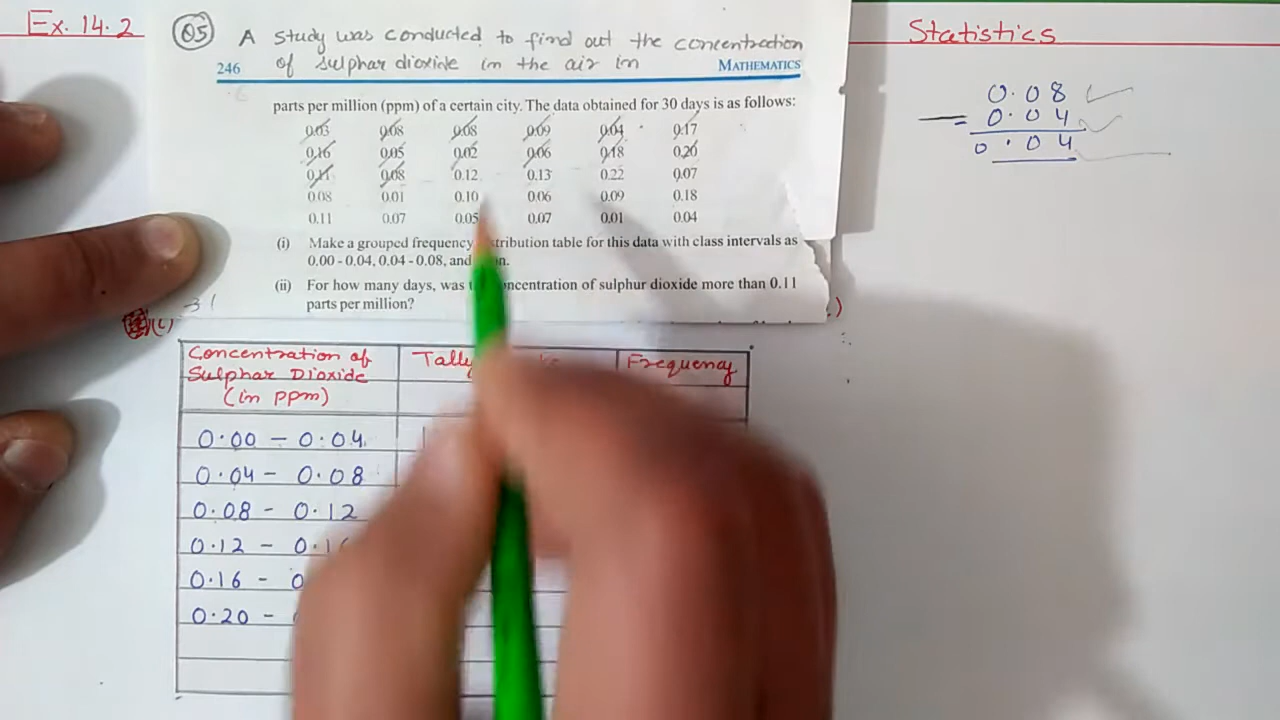 Ex. 14.2
Statistics
Q5 A study was conducted to find out the concentration
of Sulphar dioxide in the air in
246 MATHEMATICS
parts per million (ppm) of a certain city. The data obtained for 30 days is as follows:
0.03 0.08 0.08 0.09 0.04 0.17
0.16 0.05 0.02 0.06 0.18 0.20
0.11 0.08 0.12 0.13 0.22 0.07
0.08 0.01 0.10 0.06 0.09 0.18
0.11 0.07 0.05 0.07 0.01 0.04
(i) Make a grouped frequency distribution table for this data with class intervals as
0.00 - 0.04, 0.04 - 0.08, and
(ii) For how many days, was concentration of sulphur dioxide more than 0.11
parts per million?
0.08
- 0.04
= 0.04
(i)
Concentration of
Sulphar Dioxide
(in ppm)
Tally
Frequency
0.00 - 0.04
0.04 - 0.08
0.08 - 0.12
0.12 -
0.16 -
0.20 -